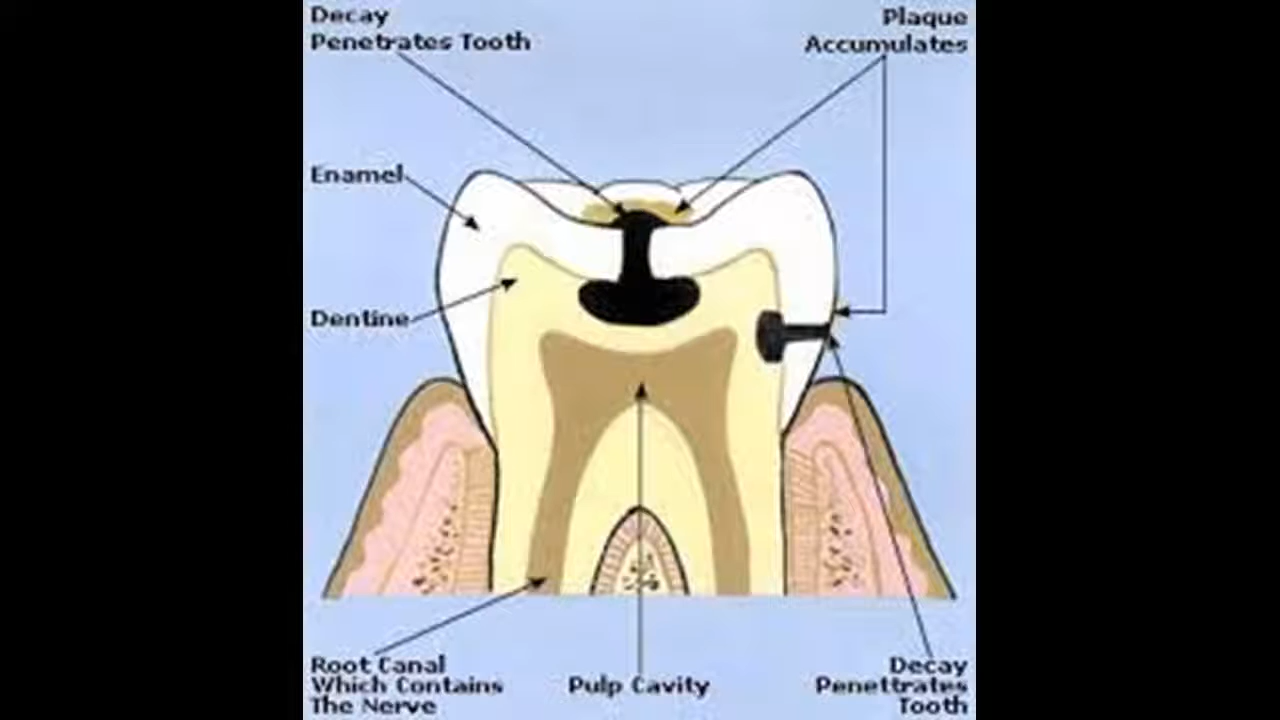 Decay
Penetrates Tooth
Plaque
Accumulates
Enamel
Dentine
Root Canal
Which Contains
The Nerve
Pulp Cavity
Decay
Penettrates
Tooth